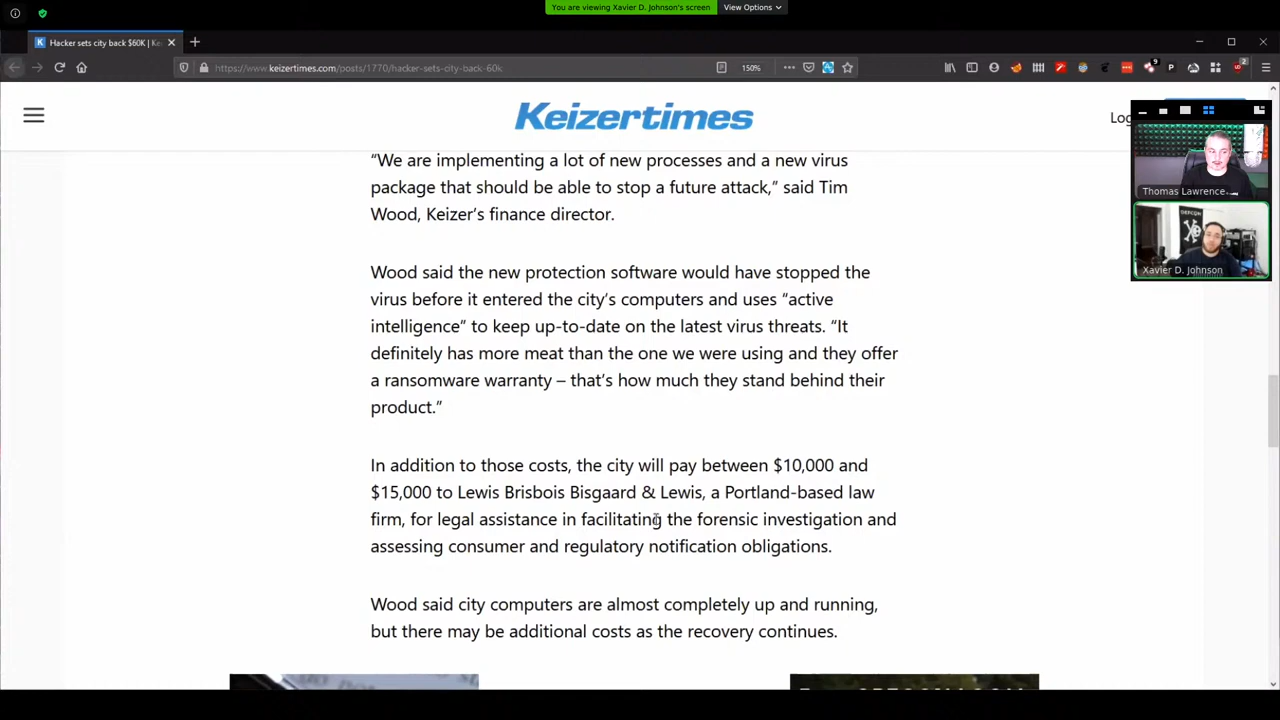 You are viewing Xavier D. Johnson's screen
View Options
Hacker sets city back $60K | Ke
https://www.keizertimes.com/posts/1770/hacker-sets-city-back-60k
150%
9
2
Keizertimes
Log
“We are implementing a lot of new processes and a new virus
package that should be able to stop a future attack,” said Tim
Wood, Keizer’s finance director.
Wood said the new protection software would have stopped the
virus before it entered the city’s computers and uses “active
intelligence” to keep up-to-date on the latest virus threats. “It
definitely has more meat than the one we were using and they offer
a ransomware warranty – that’s how much they stand behind their
product.”
In addition to those costs, the city will pay between $10,000 and
$15,000 to Lewis Brisbois Bisgaard & Lewis, a Portland-based law
firm, for legal assistance in facilitating the forensic investigation and
assessing consumer and regulatory notification obligations.
Wood said city computers are almost completely up and running,
but there may be additional costs as the recovery continues.
Thomas Lawrence
DEFCON
Xavier D. Johnson